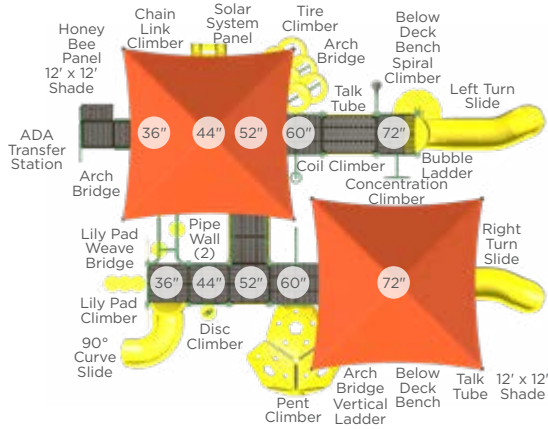 Honey
Bee
Panel
12' x 12'
Shade
Chain
Link
Climber
Solar
System
Panel
Tire
Climber
Arch
Bridge
Talk
Tube
Below
Deck
Bench
Spiral
Climber
Left Turn
Slide
ADA
Transfer
Station
36"
44"
52"
60"
72"
Arch
Bridge
Coil Climber
Bubble
Ladder
Concentration
Climber
Lily Pad
Weave
Bridge
Pipe
Wall
(2)
Right
Turn
Slide
36"
44"
52"
60"
72"
Lily Pad
Climber
90°
Curve
Slide
Disc
Climber
Pent
Climber
Arch
Bridge
Vertical
Ladder
Below
Deck
Bench
Talk
Tube
12' x 12'
Shade